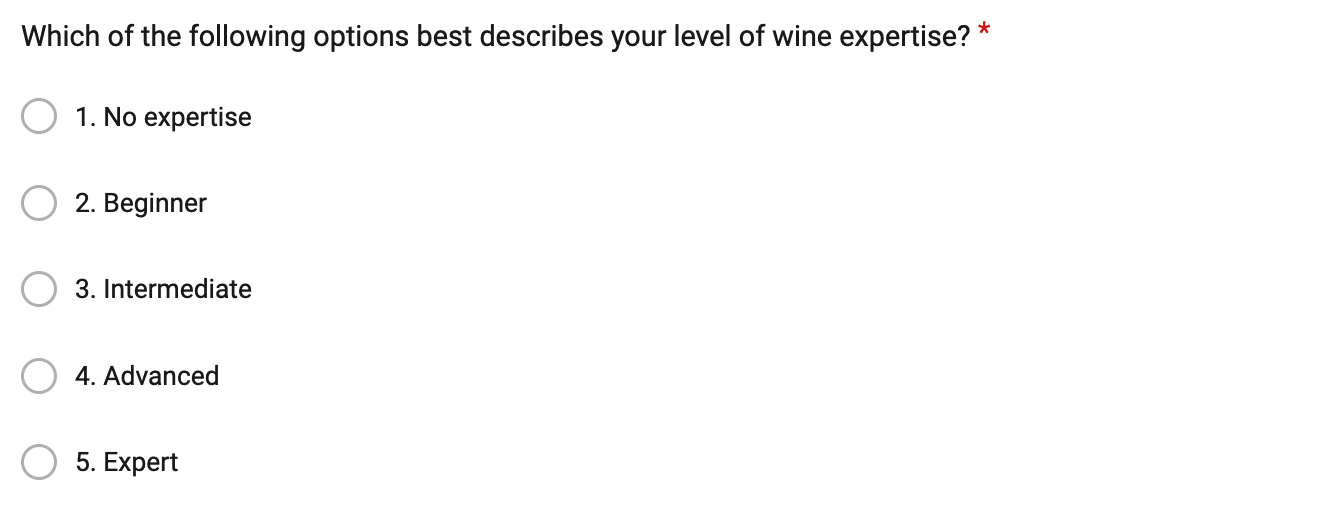 Which of the following options best describes your level of wine expertise? *
1. No expertise
2. Beginner
3. Intermediate
4. Advanced
5. Expert